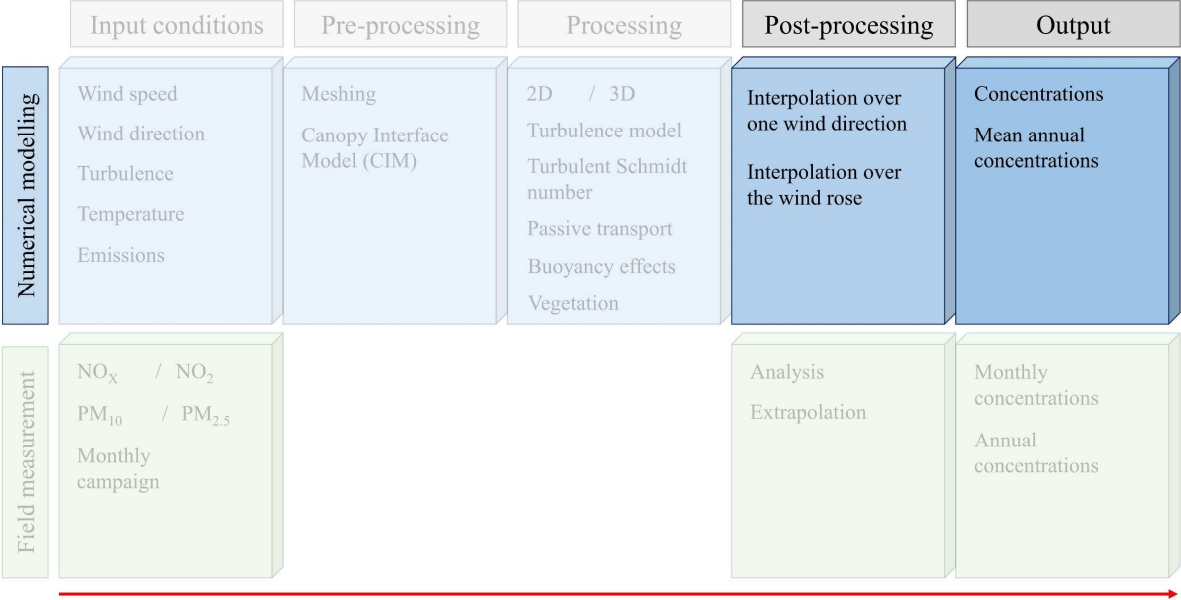 Input conditions
Pre-processing
Processing
Post-processing
Output
Numerical modelling
Wind speed
Wind direction
Turbulence
Temperature
Emissions
Meshing
Canopy Interface
Model (CIM)
2D / 3D
Turbulence model
Turbulent Schmidt
number
Passive transport
Buoyancy effects
Vegetation
Interpolation over
one wind direction
Interpolation over
the wind rose
Concentrations
Mean annual
concentrations
Field measurement
NOX / NO2
PM10 / PM2.5
Monthly
campaign
Analysis
Extrapolation
Monthly
concentrations
Annual
concentrations